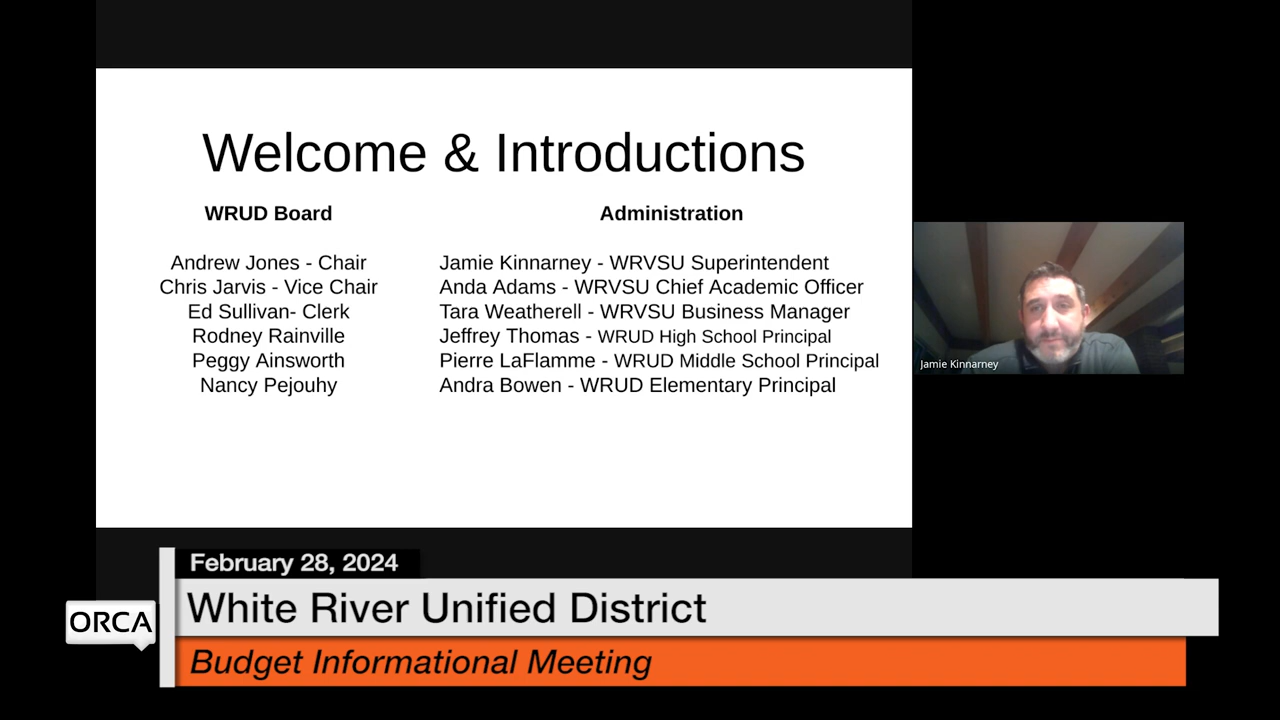 Welcome & Introductions
WRUD Board
Andrew Jones - Chair
Chris Jarvis - Vice Chair
Ed Sullivan- Clerk
Rodney Rainville
Peggy Ainsworth
Nancy Pejouhy
Administration
Jamie Kinnarney - WRVSU Superintendent
Anda Adams - WRVSU Chief Academic Officer
Tara Weatherell - WRVSU Business Manager
Jeffrey Thomas - WRUD High School Principal
Pierre LaFlamme - WRUD Middle School Principal
Andra Bowen - WRUD Elementary Principal
Jamie Kinnarney
February 28, 2024
White River Unified District
ORCA
Budget Informational Meeting